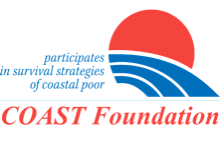 participates
in survival strategies
of coastal poor
COAST Foundation